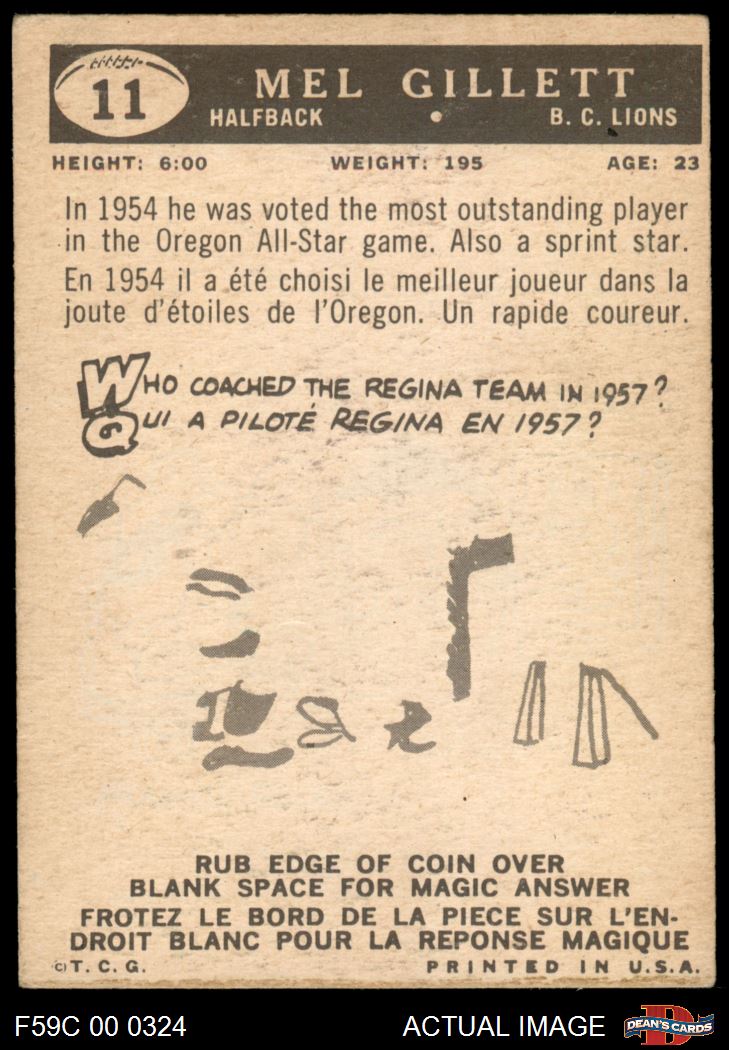 11
MEL GILLETT
HALFBACK • B. C. LIONS
HEIGHT: 6:00 WEIGHT: 195 AGE: 23
In 1954 he was voted the most outstanding player
in the Oregon All-Star game. Also a sprint star.
En 1954 il a été choisi le meilleur joueur dans la
joute d'étoiles de l'Oregon. Un rapide coureur.
WHO COACHED THE REGINA TEAM IN 1957?
QUI A PILOTÉ REGINA EN 1957?
RUB EDGE OF COIN OVER
BLANK SPACE FOR MAGIC ANSWER
FROTEZ LE BORD DE LA PIECE SUR L'EN-
DROIT BLANC POUR LA REPONSE MAGIQUE
©T. C. G. PRINTED IN U.S.A.
F59C 00 0324 ACTUAL IMAGE D DEAN'S CARDS